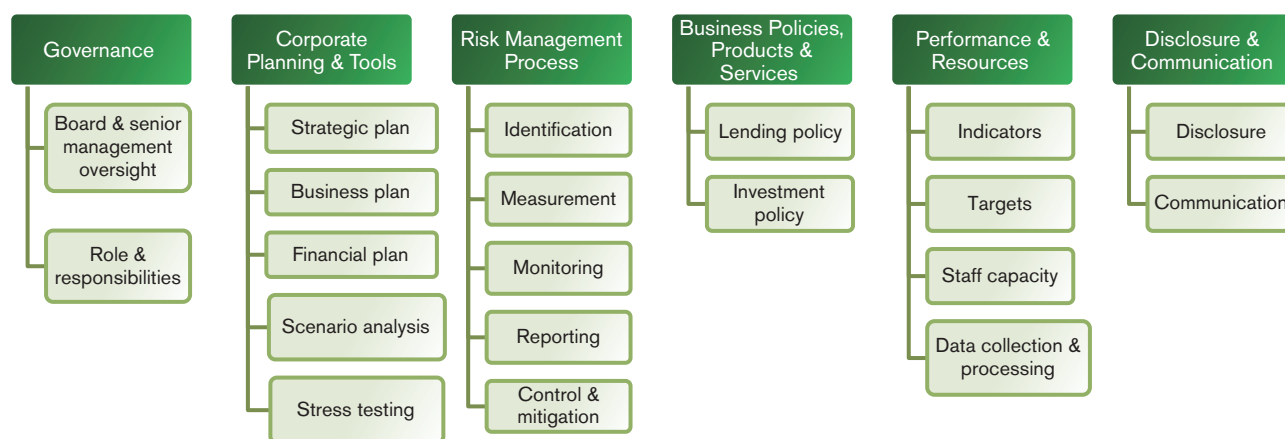 Governance
Board & senior
management
oversight
Role &
responsibilities
Corporate
Planning & Tools
Strategic plan
Business plan
Financial plan
Scenario analysis
Stress testing
Risk Management
Process
Identification
Measurement
Monitoring
Reporting
Control &
mitigation
Business Policies,
Products &
Services
Lending policy
Investment
policy
Performance &
Resources
Indicators
Targets
Staff capacity
Data collection &
processing
Disclosure &
Communication
Disclosure
Communication